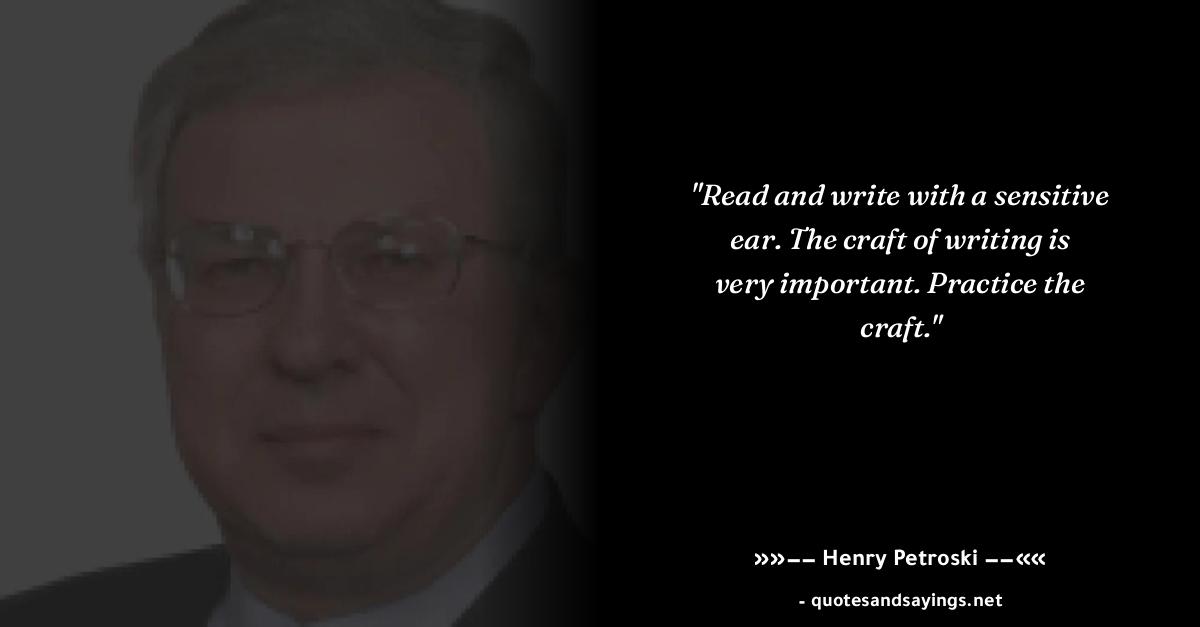 "Read and write with a sensitive
ear. The craft of writing is
very important. Practice the
craft."
»»−− Henry Petroski −−««
- quotesandsayings.net